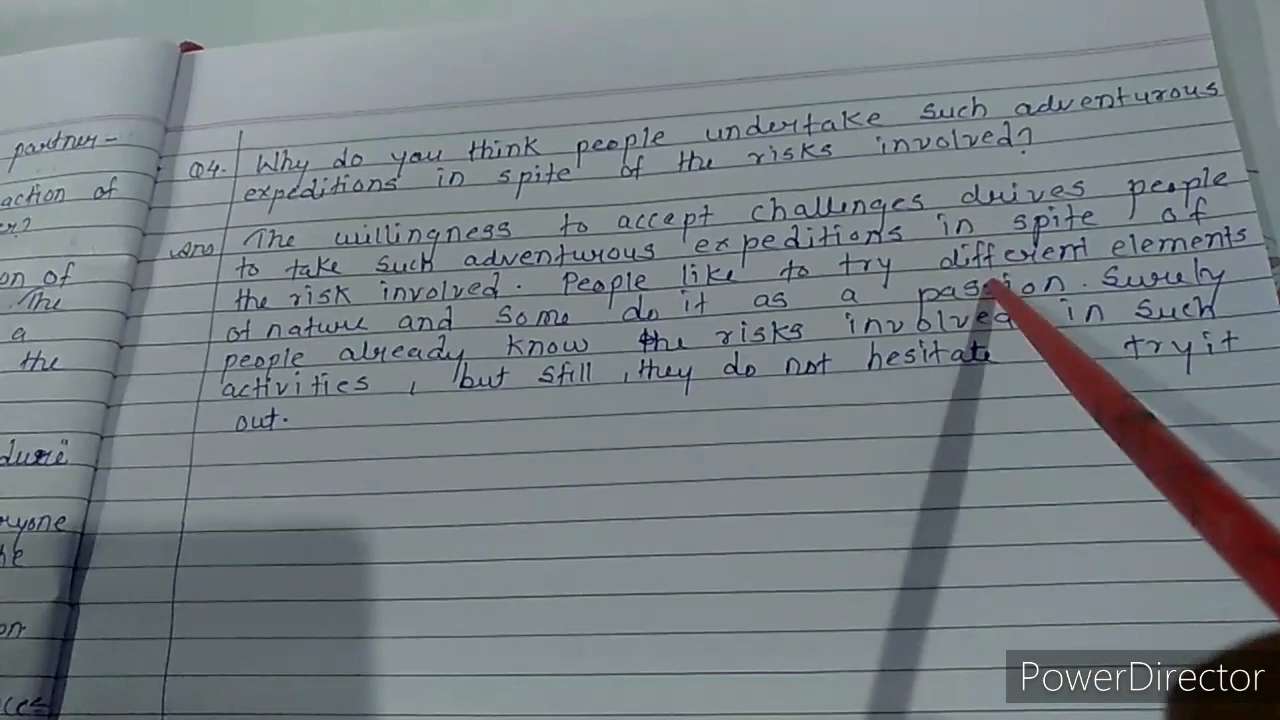 partner-
action of
on of
The
a
the
Q4. Why do you think people undertake such adventurous
expeditions in spite of the risks involved?
Ans The willingness to accept challenges drives people
to take such adventurous expeditions in spite of
the risk involved. People like to try different elements
of nature and some do it as a passion. Surely
people already know the risks involved in such
activities, but still, they do not hesitate try it
out.
PowerDirector